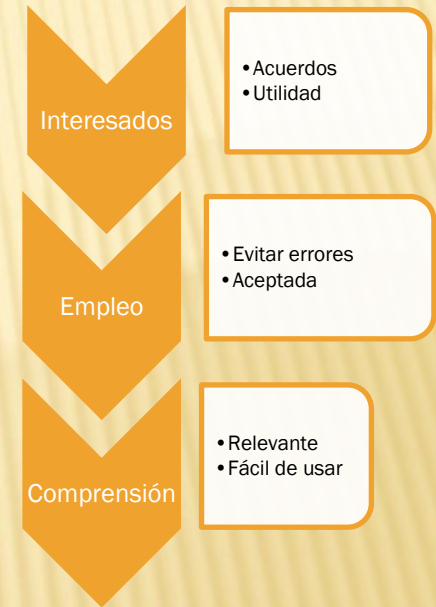 Interesados
•Acuerdos
•Utilidad
Empleo
•Evitar errores
•Aceptada
Comprensión
•Relevante
•Fácil de usar